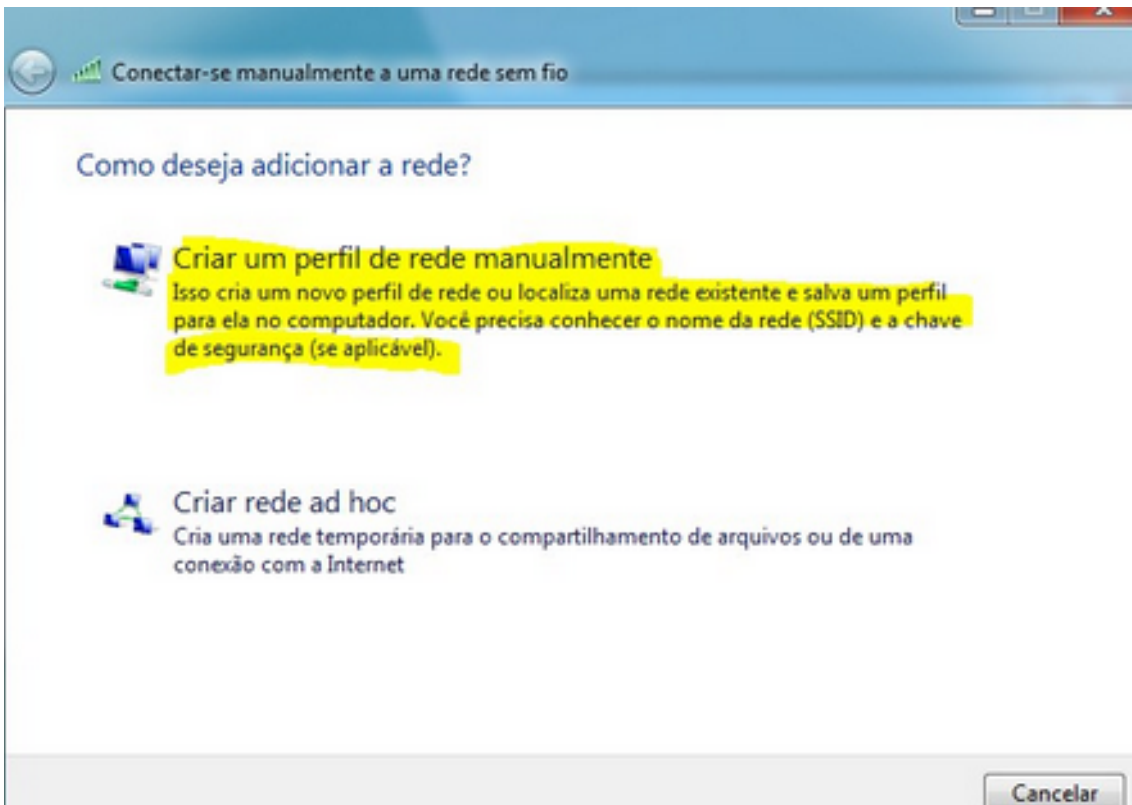 Conectar-se manualmente a uma rede sem fio
Como deseja adicionar a rede?
Criar um perfil de rede manualmente
Isso cria um novo perfil de rede ou localiza uma rede existente e salva um perfil
para ela no computador. Você precisa conhecer o nome da rede (SSID) e a chave
de segurança (se aplicável).
Criar rede ad hoc
Cria uma rede temporária para o compartilhamento de arquivos ou de uma
conexão com a Internet
Cancelar